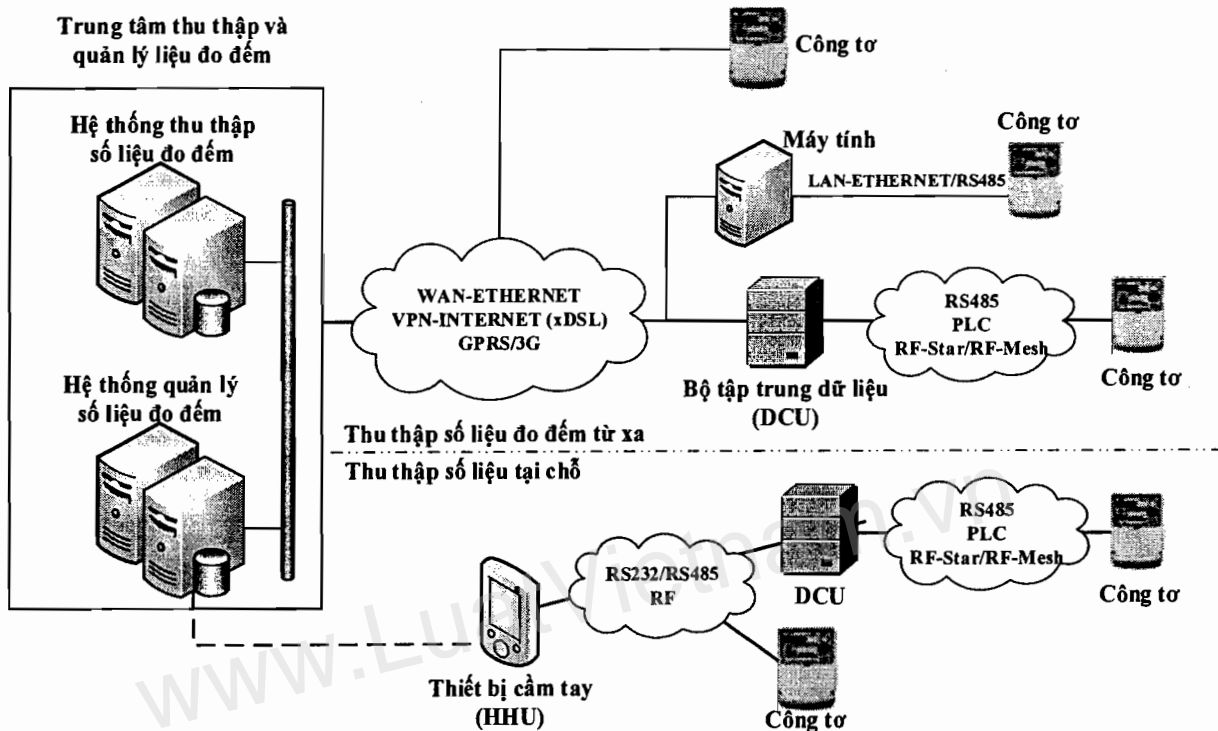 Trung tâm thu thập và
quản lý liệu đo đếm
Hệ thống thu thập
số liệu đo đếm
Hệ thống quản lý
số liệu đo đếm
Công tơ
Máy tính
Công tơ
LAN-ETHERNET/RS485
WAN-ETHERNET
VPN-INTERNET (xDSL)
GPRS/3G
RS485
PLC
RF-Star/RF-Mesh
Công tơ
Bộ tập trung dữ liệu
(DCU)
Thu thập số liệu đo đếm từ xa
Thu thập số liệu tại chỗ
RS485
PLC
RF-Star/RF-Mesh
RS232/RS485
RF
DCU
Công tơ
Thiết bị cầm tay
(HHU)
Công tơ
www.LuatVietnam.vn